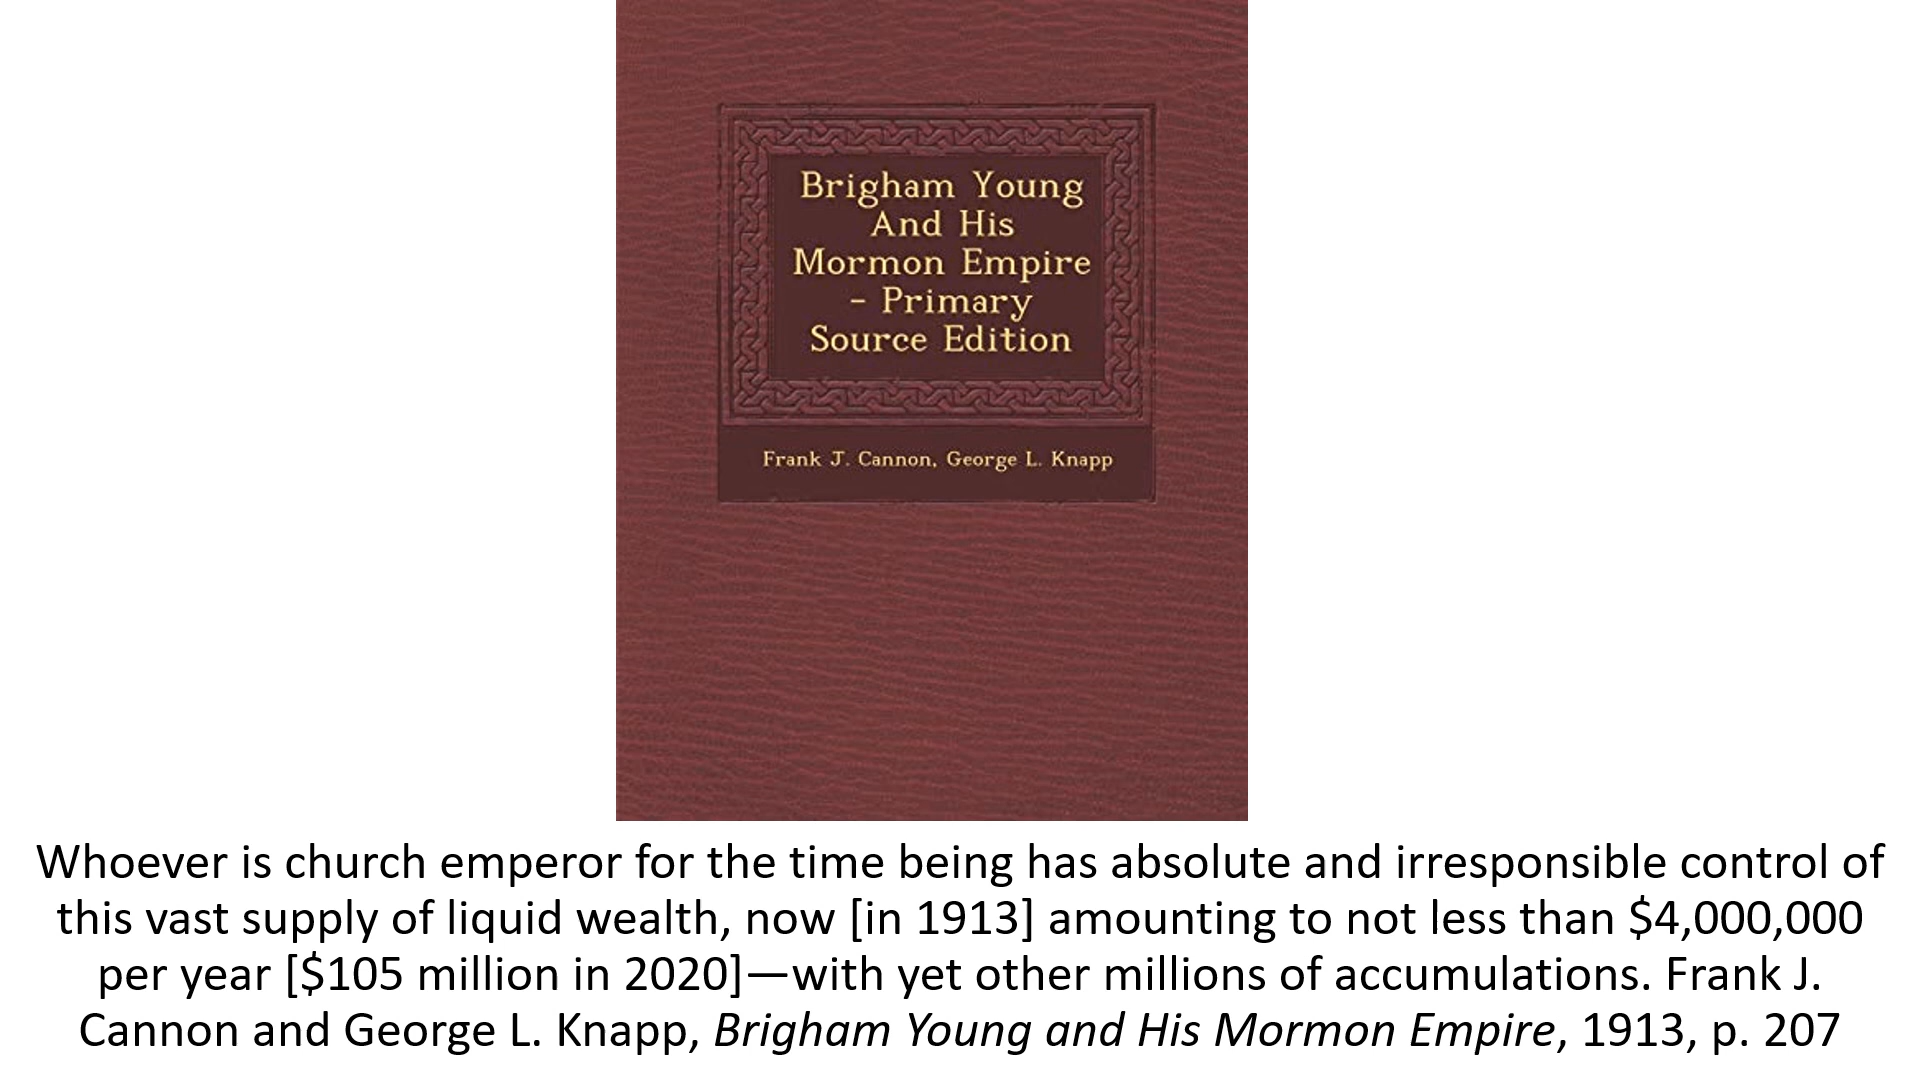 Brigham Young
And His
Mormon Empire
- Primary
Source Edition
Frank J. Cannon, George L. Knapp
Whoever is church emperor for the time being has absolute and irresponsible control of
this vast supply of liquid wealth, now [in 1913] amounting to not less than $4,000,000
per year [$105 million in 2020]—with yet other millions of accumulations. Frank J.
Cannon and George L. Knapp, Brigham Young and His Mormon Empire, 1913, p. 207